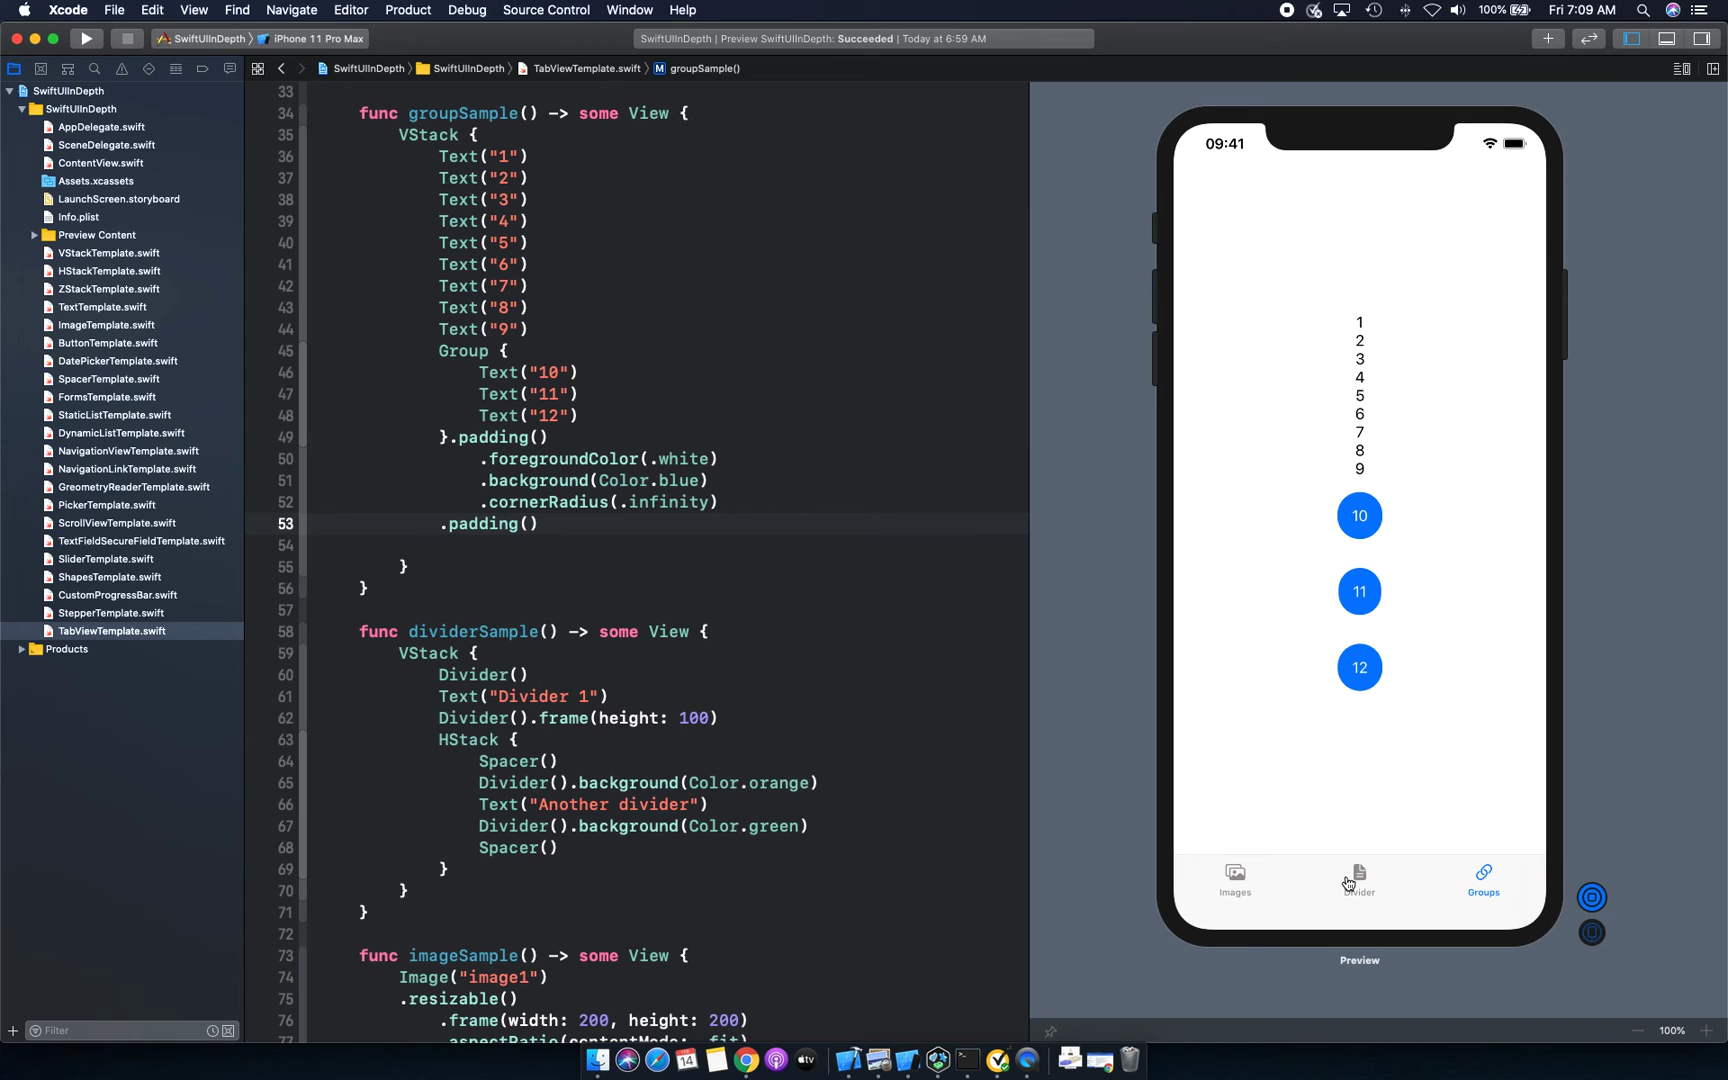 Xcode File Edit View Find Navigate Editor Product Debug Source Control Window Help 100% Fri 7:09 AM
SwiftUIInDepth iPhone 11 Pro Max SwiftUIInDepth | Preview SwiftUIInDepth: Succeeded | Today at 6:59 AM
SwiftUIInDepth SwiftUIInDepth TabViewTemplate.swift M groupSample()
SwiftUIInDepth
SwiftUIInDepth
AppDelegate.swift
SceneDelegate.swift
ContentView.swift
Assets.xcassets
LaunchScreen.storyboard
Info.plist
Preview Content
VStackTemplate.swift
HStackTemplate.swift
ZStackTemplate.swift
TextTemplate.swift
ImageTemplate.swift
ButtonTemplate.swift
DatePickerTemplate.swift
SpacerTemplate.swift
FormsTemplate.swift
StaticListTemplate.swift
DynamicListTemplate.swift
NavigationViewTemplate.swift
NavigationLinkTemplate.swift
GreometryReaderTemplate.swift
PickerTemplate.swift
ScrollViewTemplate.swift
TextFieldSecureFieldTemplate.swift
SliderTemplate.swift
ShapesTemplate.swift
CustomProgressBar.swift
StepperTemplate.swift
TabViewTemplate.swift
Products
Filter
33
34 func groupSample() -> some View {
35 VStack {
36 Text("1")
37 Text("2")
38 Text("3")
39 Text("4")
40 Text("5")
41 Text("6")
42 Text("7")
43 Text("8")
44 Text("9")
45 Group {
46 Text("10")
47 Text("11")
48 Text("12")
49 }.padding()
50 .foregroundColor(.white)
51 .background(Color.blue)
52 .cornerRadius(.infinity)
53 .padding()
54
55 }
56 }
57
58 func dividerSample() -> some View {
59 VStack {
60 Divider()
61 Text("Divider 1")
62 Divider().frame(height: 100)
63 HStack {
64 Spacer()
65 Divider().background(Color.orange)
66 Text("Another divider")
67 Divider().background(Color.green)
68 Spacer()
69 }
70 }
71 }
72
73 func imageSample() -> some View {
74 Image("image1")
75 .resizable()
76 .frame(width: 200, height: 200)
77 .aspectRatio(contentMode: .fit)
09:41
1
2
3
4
5
6
7
8
9
10
11
12
Images Divider Groups
Preview
100%
14